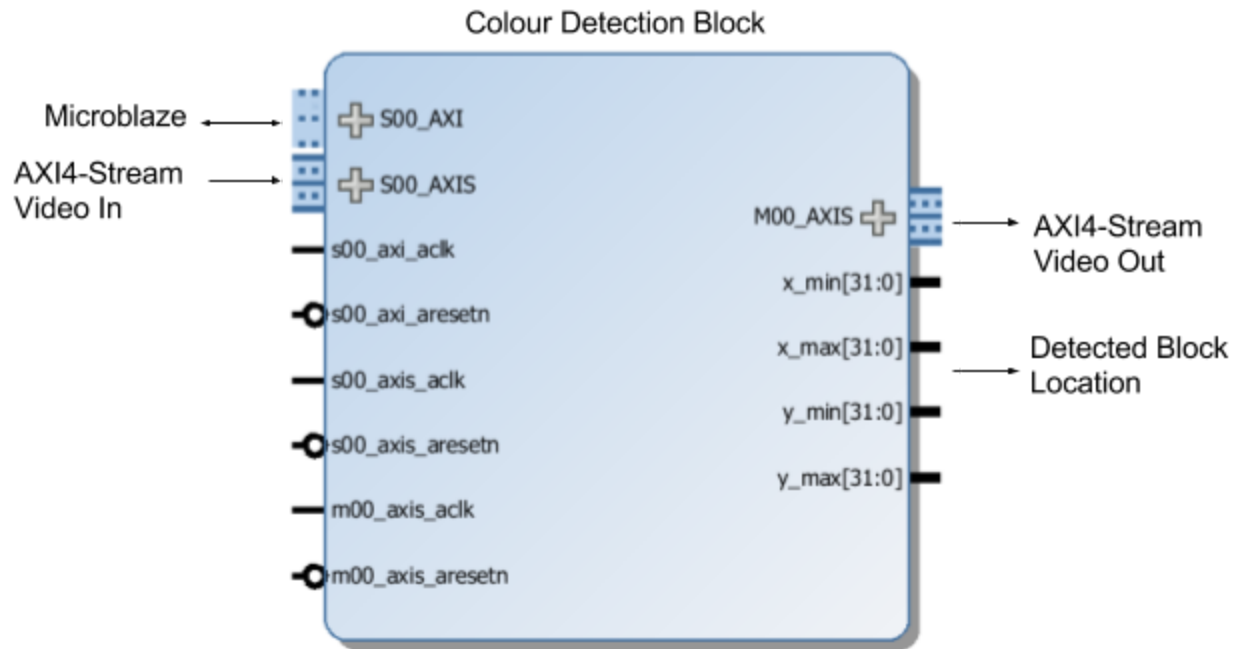 Colour Detection Block
Microblaze
S00_AXI
AXI4-Stream
Video In
S00_AXIS
s00_axi_aclk
s00_axi_aresetn
s00_axis_aclk
s00_axis_aresetn
m00_axis_aclk
m00_axis_aresetn
M00_AXIS
AXI4-Stream
Video Out
x_min[31:0]
x_max[31:0]
y_min[31:0]
y_max[31:0]
Detected Block
Location